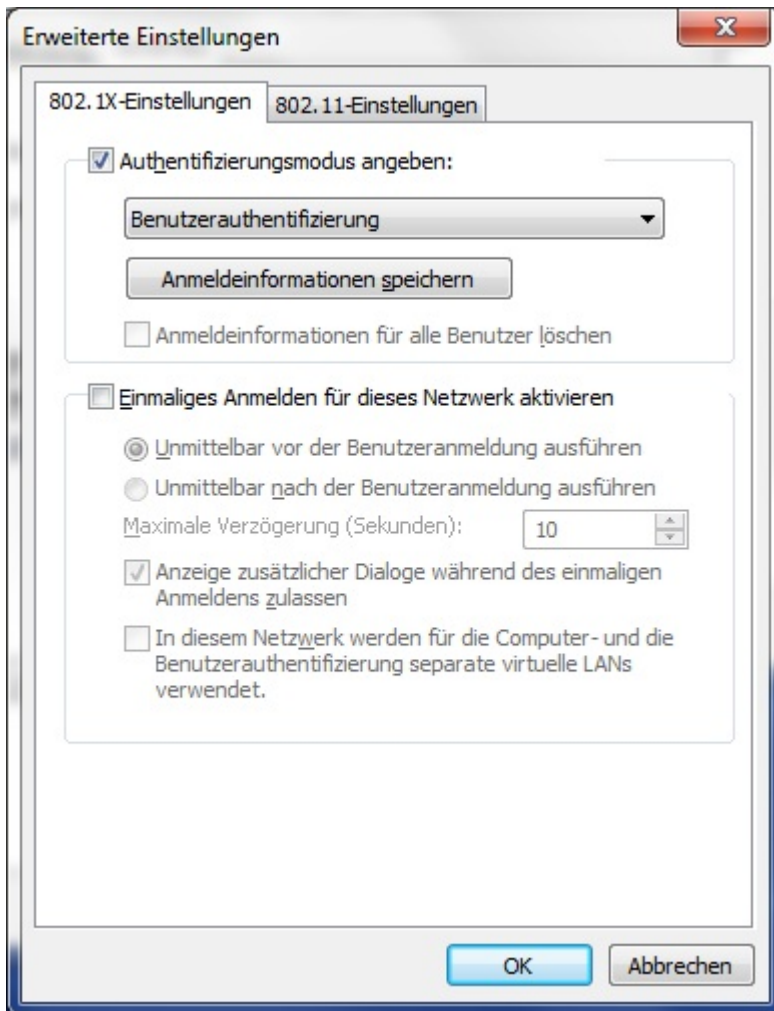 Erweiterte Einstellungen
802.1X-Einstellungen 802.11-Einstellungen
Authentifizierungsmodus angeben:
Benutzerauthentifizierung
Anmeldeinformationen speichern
Anmeldeinformationen für alle Benutzer löschen
Einmaliges Anmelden für dieses Netzwerk aktivieren
Unmittelbar vor der Benutzeranmeldung ausführen
Unmittelbar nach der Benutzeranmeldung ausführen
Maximale Verzögerung (Sekunden): 10
Anzeige zusätzlicher Dialoge während des einmaligen
Anmeldens zulassen
In diesem Netzwerk werden für die Computer- und die
Benutzerauthentifizierung separate virtuelle LANs
verwendet.
OK Abbrechen